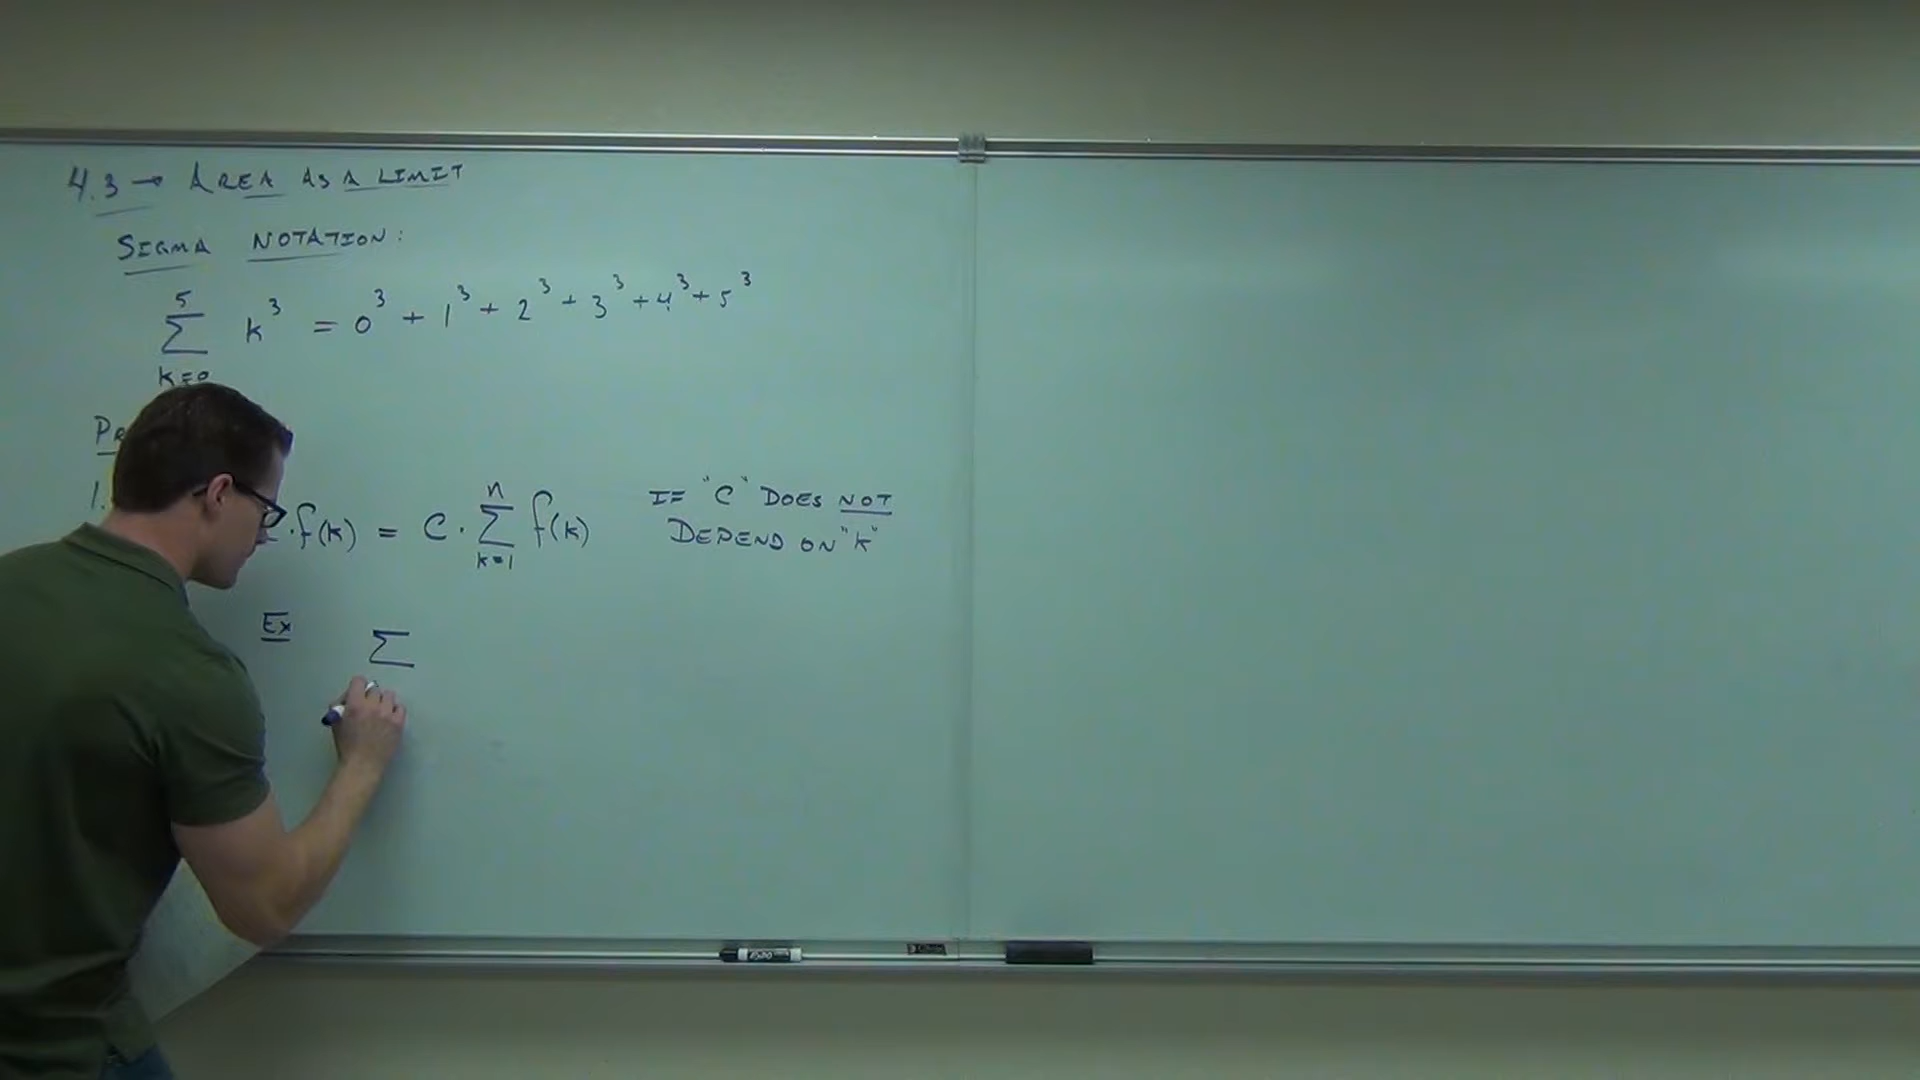 4.3 → AREA AS A LIMIT
SIGMA NOTATION:
5
∑ k³ = 0³ + 1³ + 2³ + 3³ + 4³ + 5³
k=0
1.
n
·f(k) = C · ∑ f(k) IF "C" DOES NOT
k=1
DEPEND ON "K"
Ex ∑